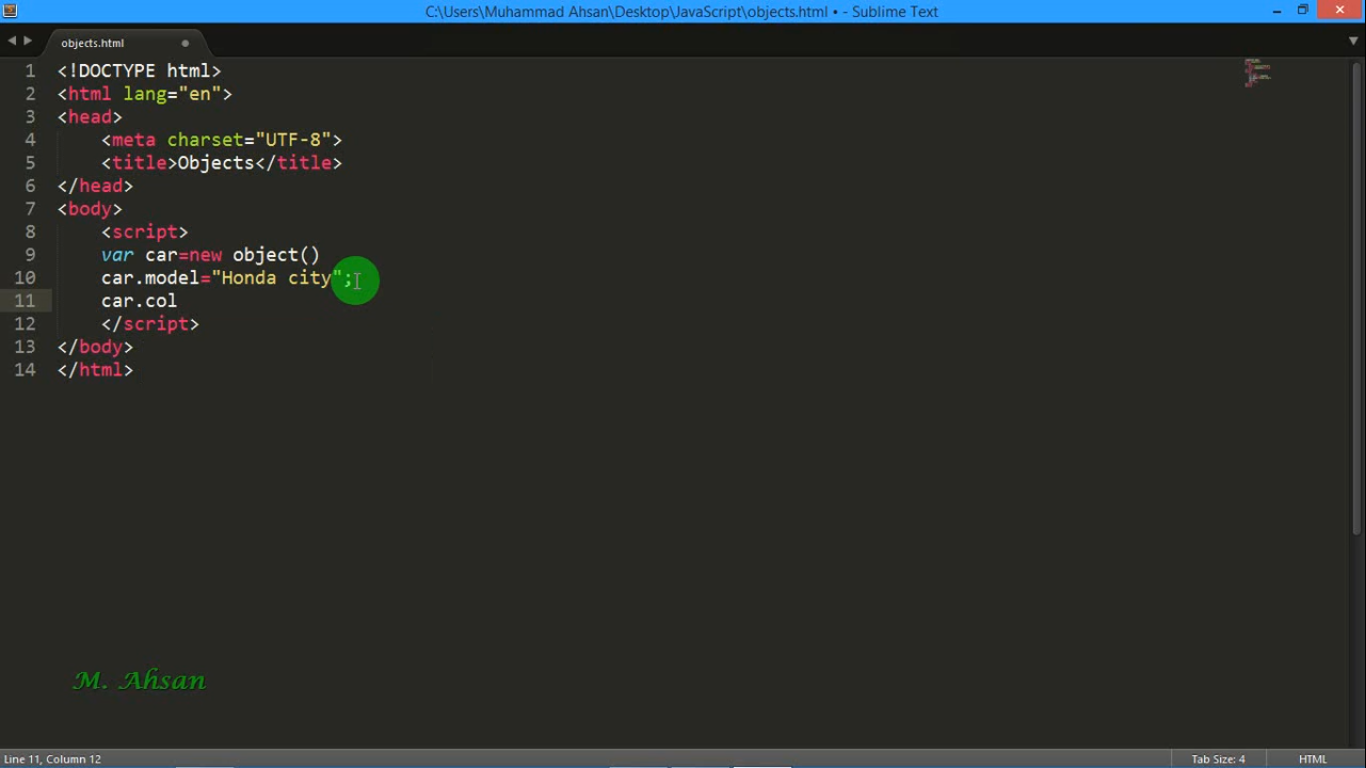 C:\Users\Muhammad Ahsan\Desktop\JavaScript\objects.html • - Sublime Text
objects.html
1 <!DOCTYPE html>
2 <html lang="en">
3 <head>
4 <meta charset="UTF-8">
5 <title>Objects</title>
6 </head>
7 <body>
8 <script>
9 var car=new object()
10 car.model="Honda city";
11 car.col
12 </script>
13 </body>
14 </html>
M. Ahsan
Line 11, Column 12 Tab Size: 4 HTML